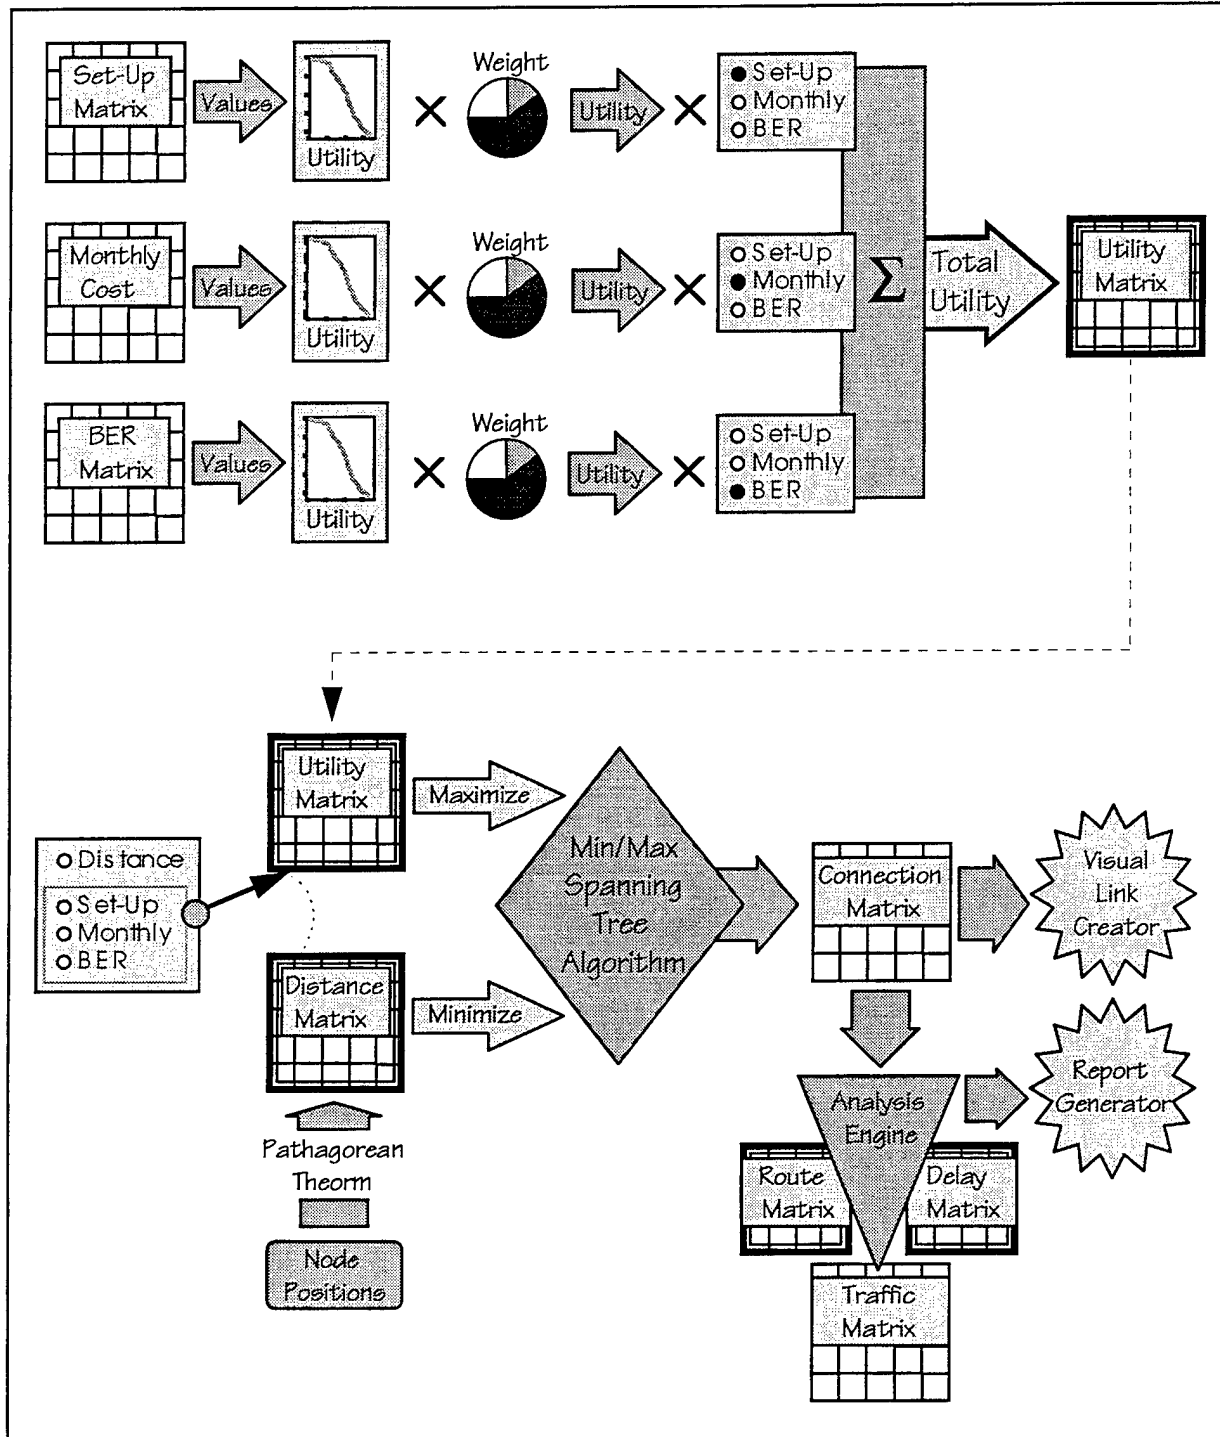 Set-Up
Matrix
Values
Utility
Weight
Utility
Set-Up
Monthly
BER
Monthly
Cost
Values
Utility
Weight
Utility
Set-Up
Monthly
BER
Σ
Total
Utility
Utility
Matrix
BER
Matrix
Values
Utility
Weight
Utility
Set-Up
Monthly
BER
Utility
Matrix
Maximize
Distance
Set-Up
Monthly
BER
Distance
Matrix
Minimize
Min/Max
Spanning
Tree
Algorithm
Connection
Matrix
Visual
Link
Creator
Pathagorean
Theorm
Node
Positions
Analysis
Engine
Report
Generator
Route
Matrix
Delay
Matrix
Traffic
Matrix